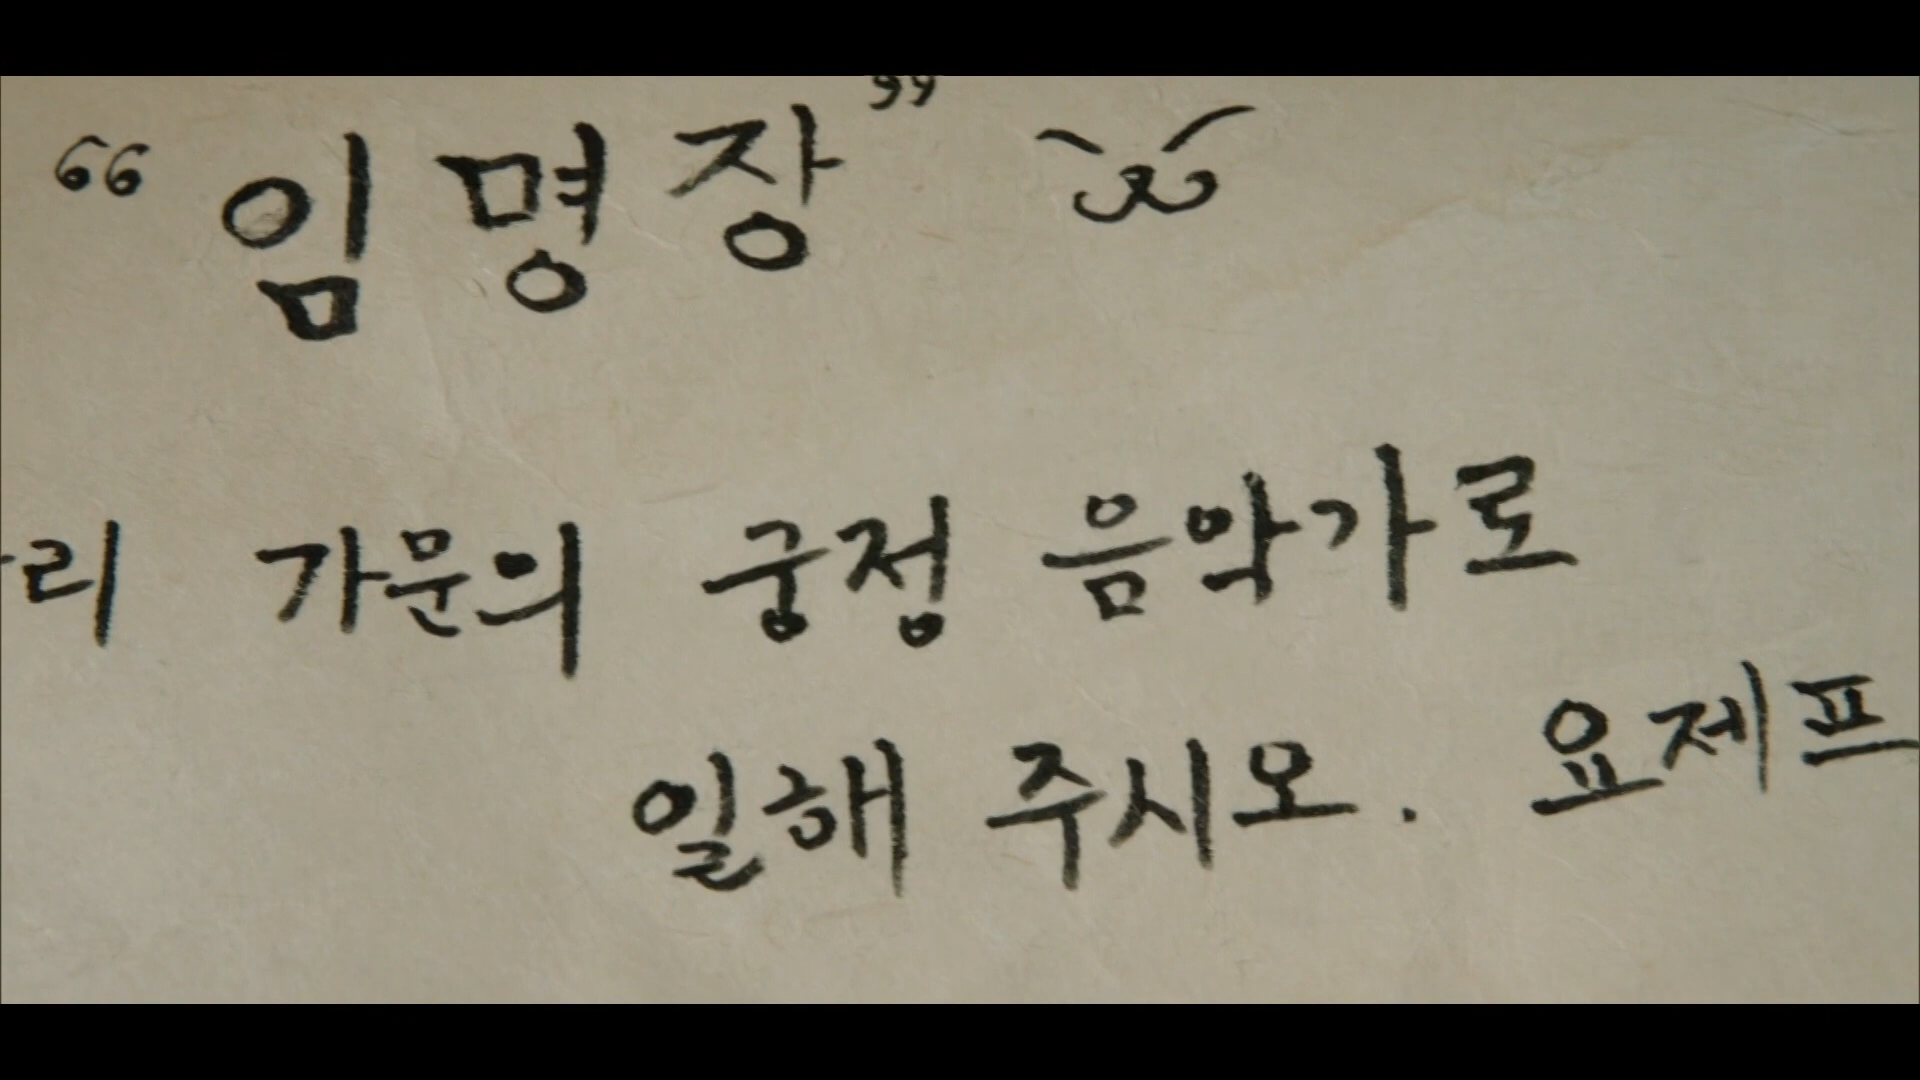 “임명장”
리 가문의 궁정 음악가로
일해 주시오. 요제프